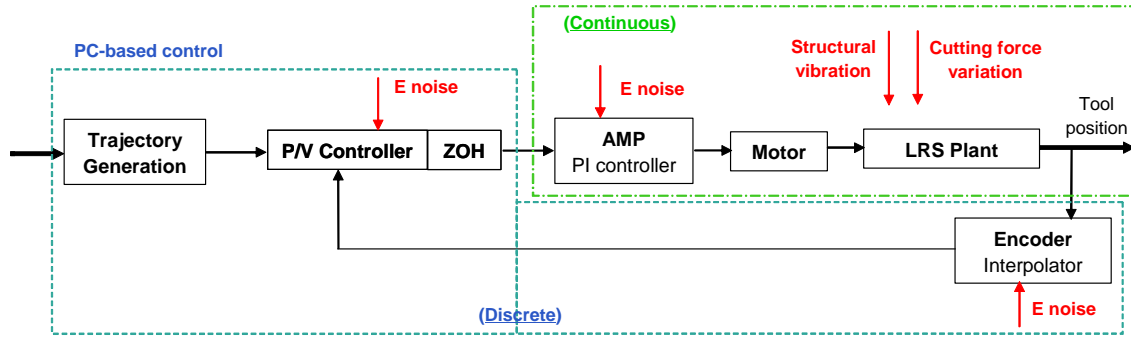 (Continuous)
PC-based control
Structural
vibration
Cutting force
variation
E noise
E noise
Tool
position
Trajectory
Generation
P/V Controller
ZOH
AMP
PI controller
Motor
LRS Plant
Encoder
Interpolator
E noise
(Discrete)